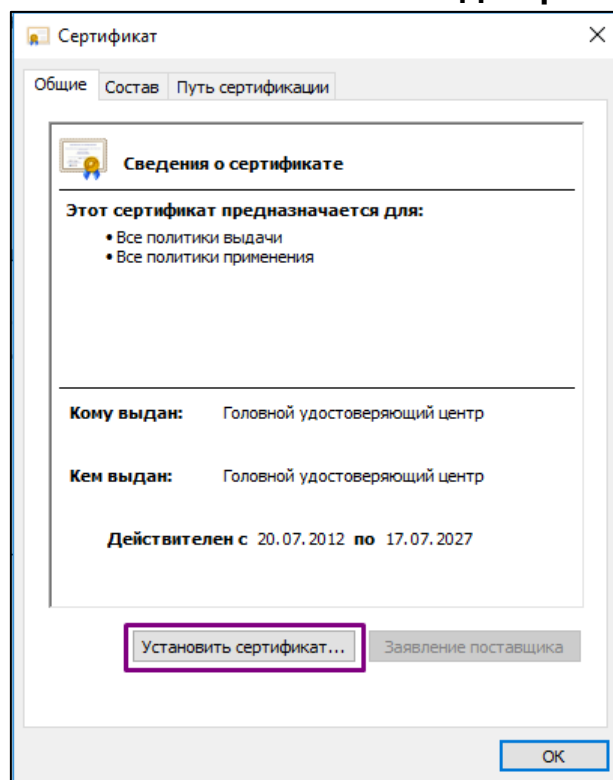 Сертификат
Общие Состав Путь сертификации
Сведения о сертификате
Этот сертификат предназначается для:
• Все политики выдачи
• Все политики применения
Кому выдан: Головной удостоверяющий центр
Кем выдан: Головной удостоверяющий центр
Действителен с 20.07.2012 по 17.07.2027
Установить сертификат... Заявление поставщика
ОК